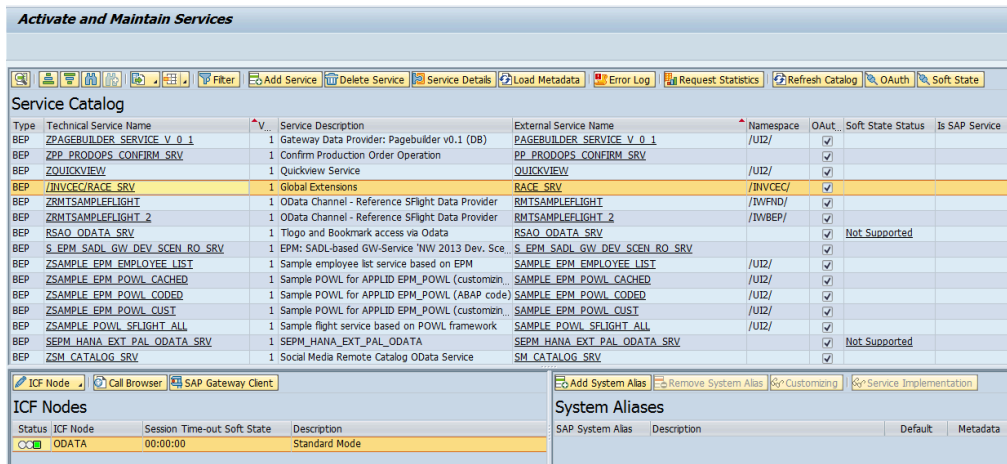 Activate and Maintain Services
Filter Add Service Delete Service Service Details Load Metadata Error Log Request Statistics Refresh Catalog OAuth Soft State
Service Catalog
Type Technical Service Name V... Service Description External Service Name Namespace OAut... Soft State Status Is SAP Service
BEP ZPAGEBUILDER_SERVICE_V_0_1 1 Gateway Data Provider: Pagebuilder v0.1 (DB) PAGEBUILDER_SERVICE_V_0_1 /UI2/
BEP ZPP_PRODOPS_CONFIRM_SRV 1 Confirm Production Order Operation PP_PRODOPS_CONFIRM_SRV
BEP ZQUICKVIEW 1 Quickview Service QUICKVIEW /UI2/
BEP /INVCEC/RACE_SRV 1 Global Extensions RACE_SRV /INVCEC/
BEP ZRMTSAMPLEFLIGHT 1 OData Channel - Reference SFlight Data Provider RMTSAMPLEFLIGHT /IWFND/
BEP ZRMTSAMPLEFLIGHT_2 1 OData Channel - Reference SFlight Data Provider RMTSAMPLEFLIGHT_2 /IWBEP/
BEP RSAO_ODATA_SRV 1 Tlogo and Bookmark access via Odata RSAO_ODATA_SRV Not Supported
BEP S_EPM_SADL_GW_DEV_SCEN_RO_SRV 1 EPM: SADL-based GW-Service 'NW 2013 Dev. Sce... S_EPM_SADL_GW_DEV_SCEN_RO_SRV
BEP ZSAMPLE_EPM_EMPLOYEE_LIST 1 Sample employee list service based on EPM SAMPLE_EPM_EMPLOYEE_LIST /UI2/
BEP ZSAMPLE_EPM_POWL_CACHED 1 Sample POWL for APPLID EPM_POWL (customizin... SAMPLE_EPM_POWL_CACHED /UI2/
BEP ZSAMPLE_EPM_POWL_CODED 1 Sample POWL for APPLID EPM_POWL (ABAP code) SAMPLE_EPM_POWL_CODED /UI2/
BEP ZSAMPLE_EPM_POWL_CUST 1 Sample POWL for APPLID EPM_POWL (customizin... SAMPLE_EPM_POWL_CUST /UI2/
BEP ZSAMPLE_POWL_SFLIGHT_ALL 1 Sample flight service based on POWL framework SAMPLE_POWL_SFLIGHT_ALL /UI2/
BEP SEPM_HANA_EXT_PAL_ODATA_SRV 1 SEPM_HANA_EXT_PAL_ODATA SEPM_HANA_EXT_PAL_ODATA_SRV Not Supported
BEP ZSM_CATALOG_SRV 1 Social Media Remote Catalog OData Service SM_CATALOG_SRV
ICF Node Call Browser SAP Gateway Client Add System Alias Remove System Alias Customizing Service Implementation
ICF Nodes System Aliases
Status ICF Node Session Time-out Soft State Description SAP System Alias Description Default Metadata
ODATA 00:00:00 Standard Mode